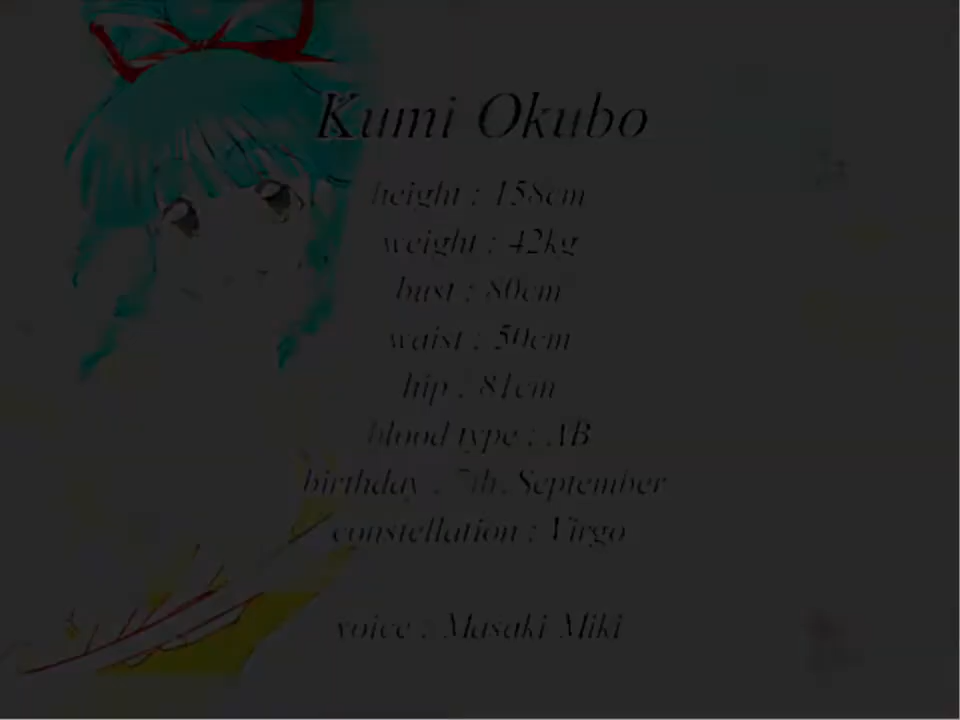 Kumi Okubo
height : 158cm
weight : 42kg
bust : 80cm
waist : 50cm
hip : 81cm
blood type : AB
birthday : 7th. September
constellation : Virgo
voice : Masaki Miki